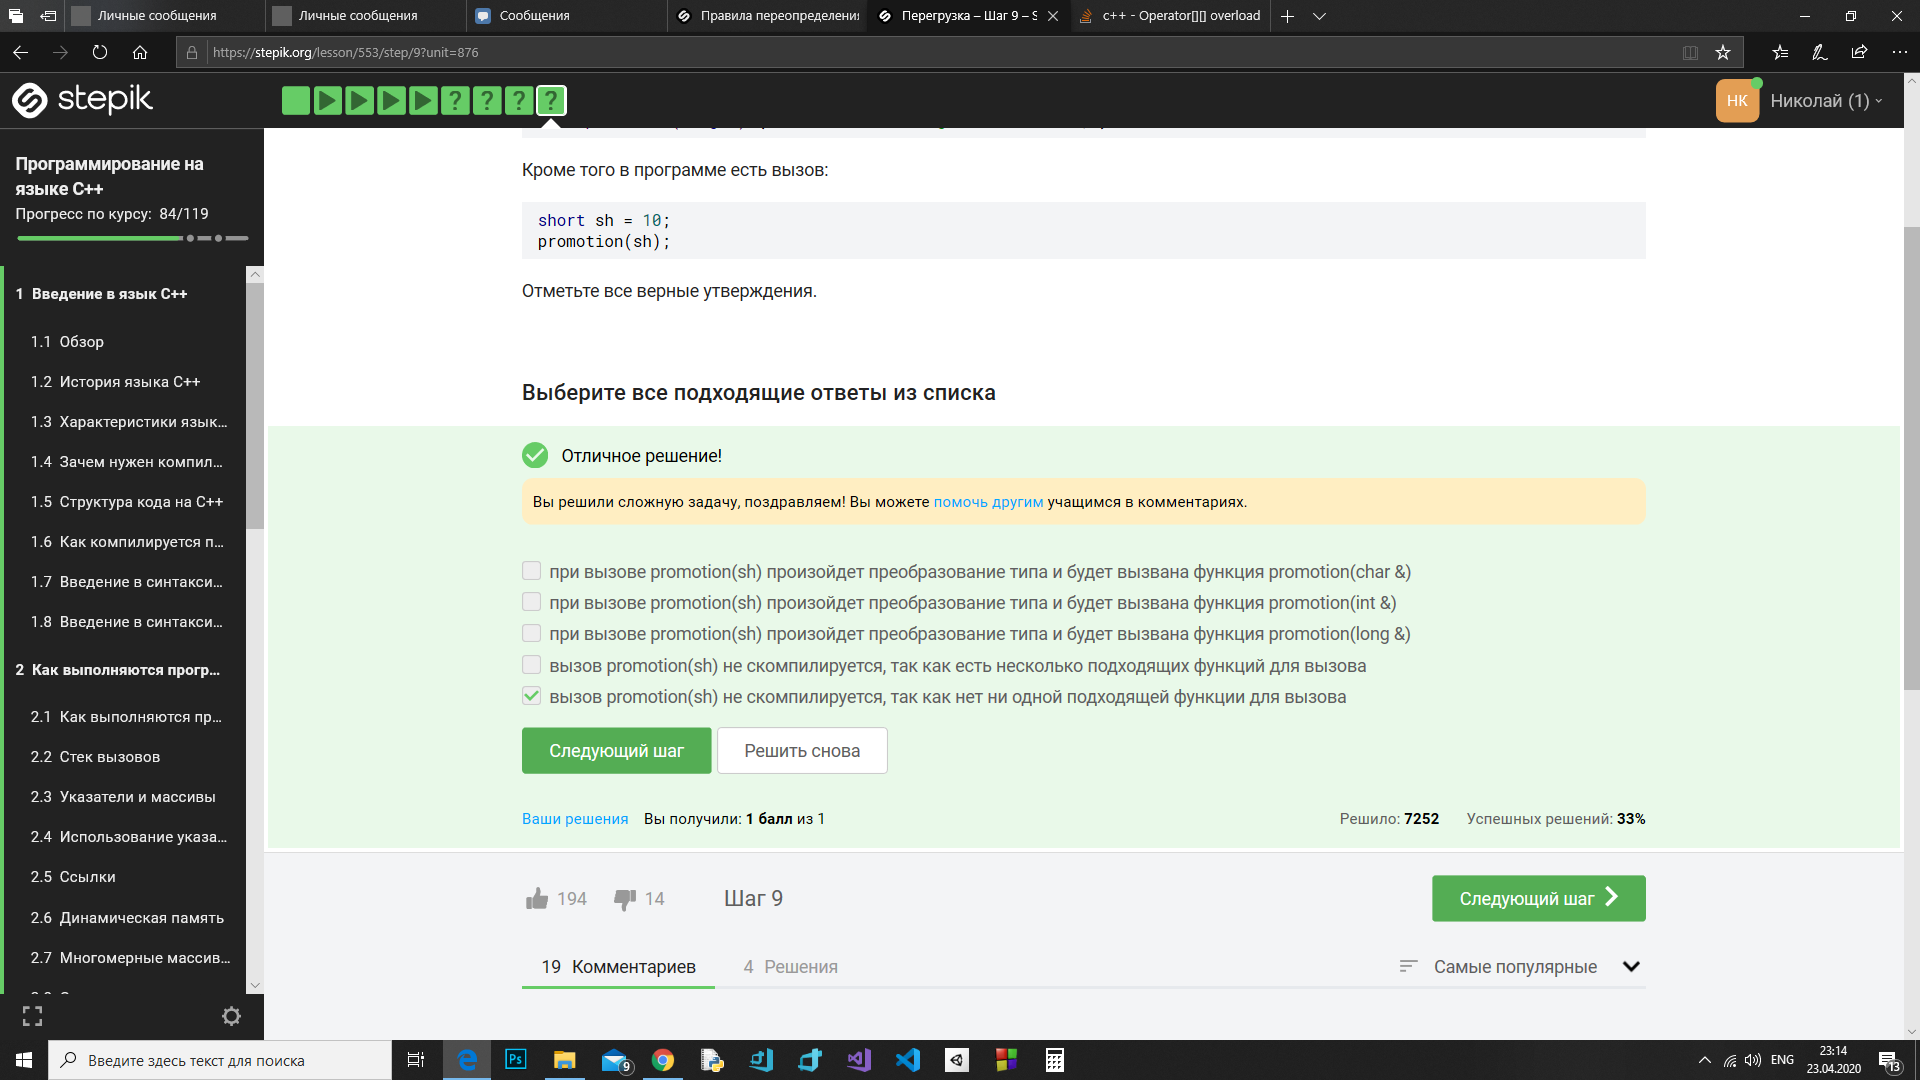 Личные сообщения
Личные сообщения
Сообщения
Правила переопределения
Перегрузка – Шаг 9 – S
c++ - Operator[][] overload
https://stepik.org/lesson/553/step/9?unit=876
stepik
? ? ? ?
НК
Николай (1)
Программирование на
языке C++
Прогресс по курсу: 84/119
1 Введение в язык C++
1.1 Обзор
1.2 История языка C++
1.3 Характеристики язык...
1.4 Зачем нужен компил...
1.5 Структура кода на C++
1.6 Как компилируется п...
1.7 Введение в синтакси...
1.8 Введение в синтакси...
2 Как выполняются прогр...
2.1 Как выполняются пр...
2.2 Стек вызовов
2.3 Указатели и массивы
2.4 Использование указа...
2.5 Ссылки
2.6 Динамическая память
2.7 Многомерные массив...
Кроме того в программе есть вызов:
short sh = 10;
promotion(sh);
Отметьте все верные утверждения.
Выберите все подходящие ответы из списка
Отличное решение!
Вы решили сложную задачу, поздравляем! Вы можете помочь другим учащимся в комментариях.
при вызове promotion(sh) произойдет преобразование типа и будет вызвана функция promotion(char &)
при вызове promotion(sh) произойдет преобразование типа и будет вызвана функция promotion(int &)
при вызове promotion(sh) произойдет преобразование типа и будет вызвана функция promotion(long &)
вызов promotion(sh) не скомпилируется, так как есть несколько подходящих функций для вызова
вызов promotion(sh) не скомпилируется, так как нет ни одной подходящей функции для вызова
Следующий шаг
Решить снова
Ваши решения Вы получили: 1 балл из 1
Решило: 7252 Успешных решений: 33%
194
14
Шаг 9
Следующий шаг
19 Комментариев
4 Решения
Самые популярные
Введите здесь текст для поиска
Ps
9
ENG
23:14
23.04.2020
13